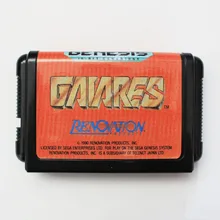 GENESIS
GAIARES™
RENOVATION
© 1990 RENOVATION PRODUCTS, INC.
LICENSED BY SEGA ENTERPRISES LTD. FOR PLAY ON THE SEGA GENESIS SYSTEM
RENOVATION PRODUCTS, INC. IS A SUBSIDIARY OF TELENET JAPAN LTD